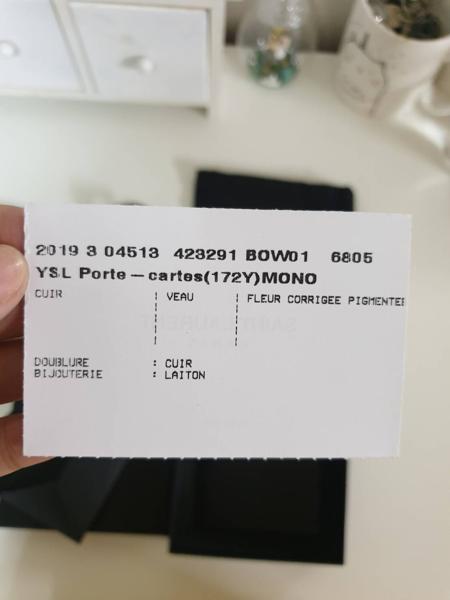 2019 3 04513 423291 BOW01 6805
YSL Porte-cartes(172Y)MONO
CUIR ¦ VEAU ¦ FLEUR CORRIGEE PIGMENTEE
DOUBLURE : CUIR
BIJOUTERIE : LAITON